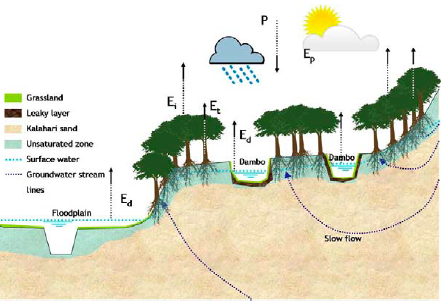 P
E_p
E_i
E_t
E_d
Grassland
Leaky layer
Kalahari sand
Unsaturated zone
Surface water
Groundwater stream
lines
Dambo
Dambo
E_d
Floodplain
Slow flow